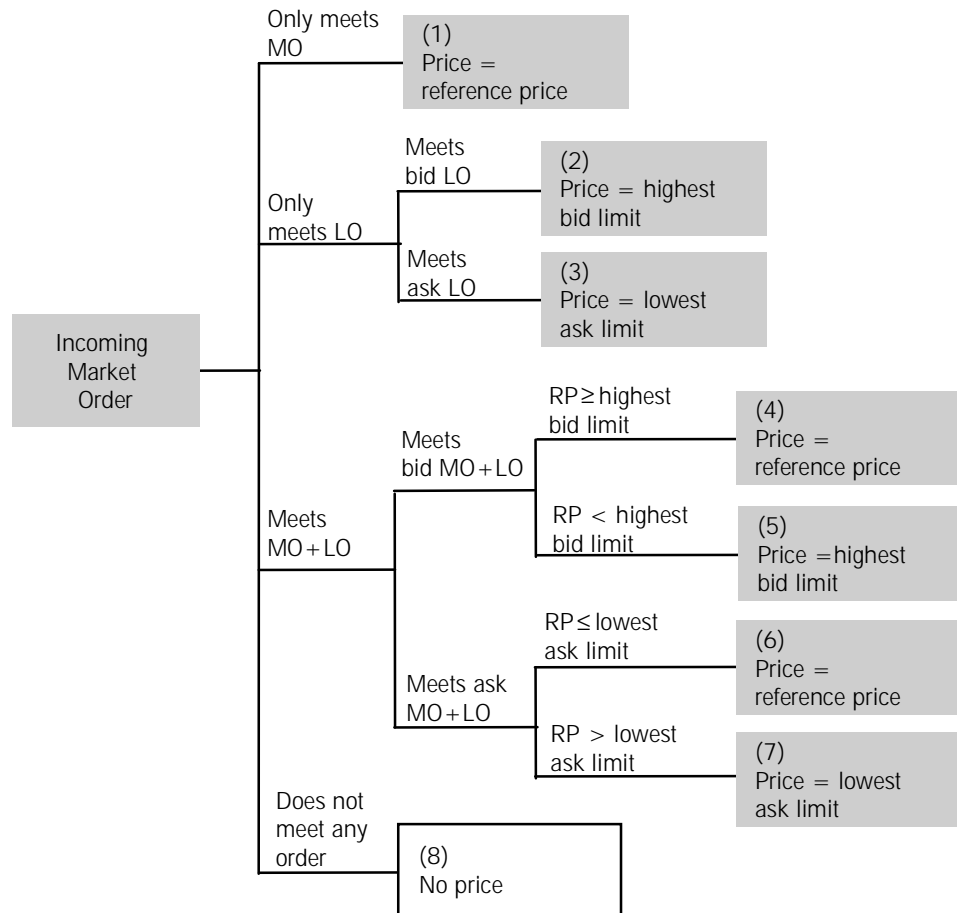 Only meets
MO
(1)
Price =
reference price
Meets
bid LO
(2)
Price = highest
bid limit
Only
meets LO
Meets
ask LO
(3)
Price = lowest
ask limit
Incoming
Market
Order
RP≥highest
bid limit
(4)
Price =
reference price
Meets
bid MO+LO
RP < highest
bid limit
(5)
Price =highest
bid limit
Meets
MO+LO
RP≤lowest
ask limit
(6)
Price =
reference price
Meets ask
MO+LO
RP > lowest
ask limit
(7)
Price = lowest
ask limit
Does not
meet any
order
(8)
No price